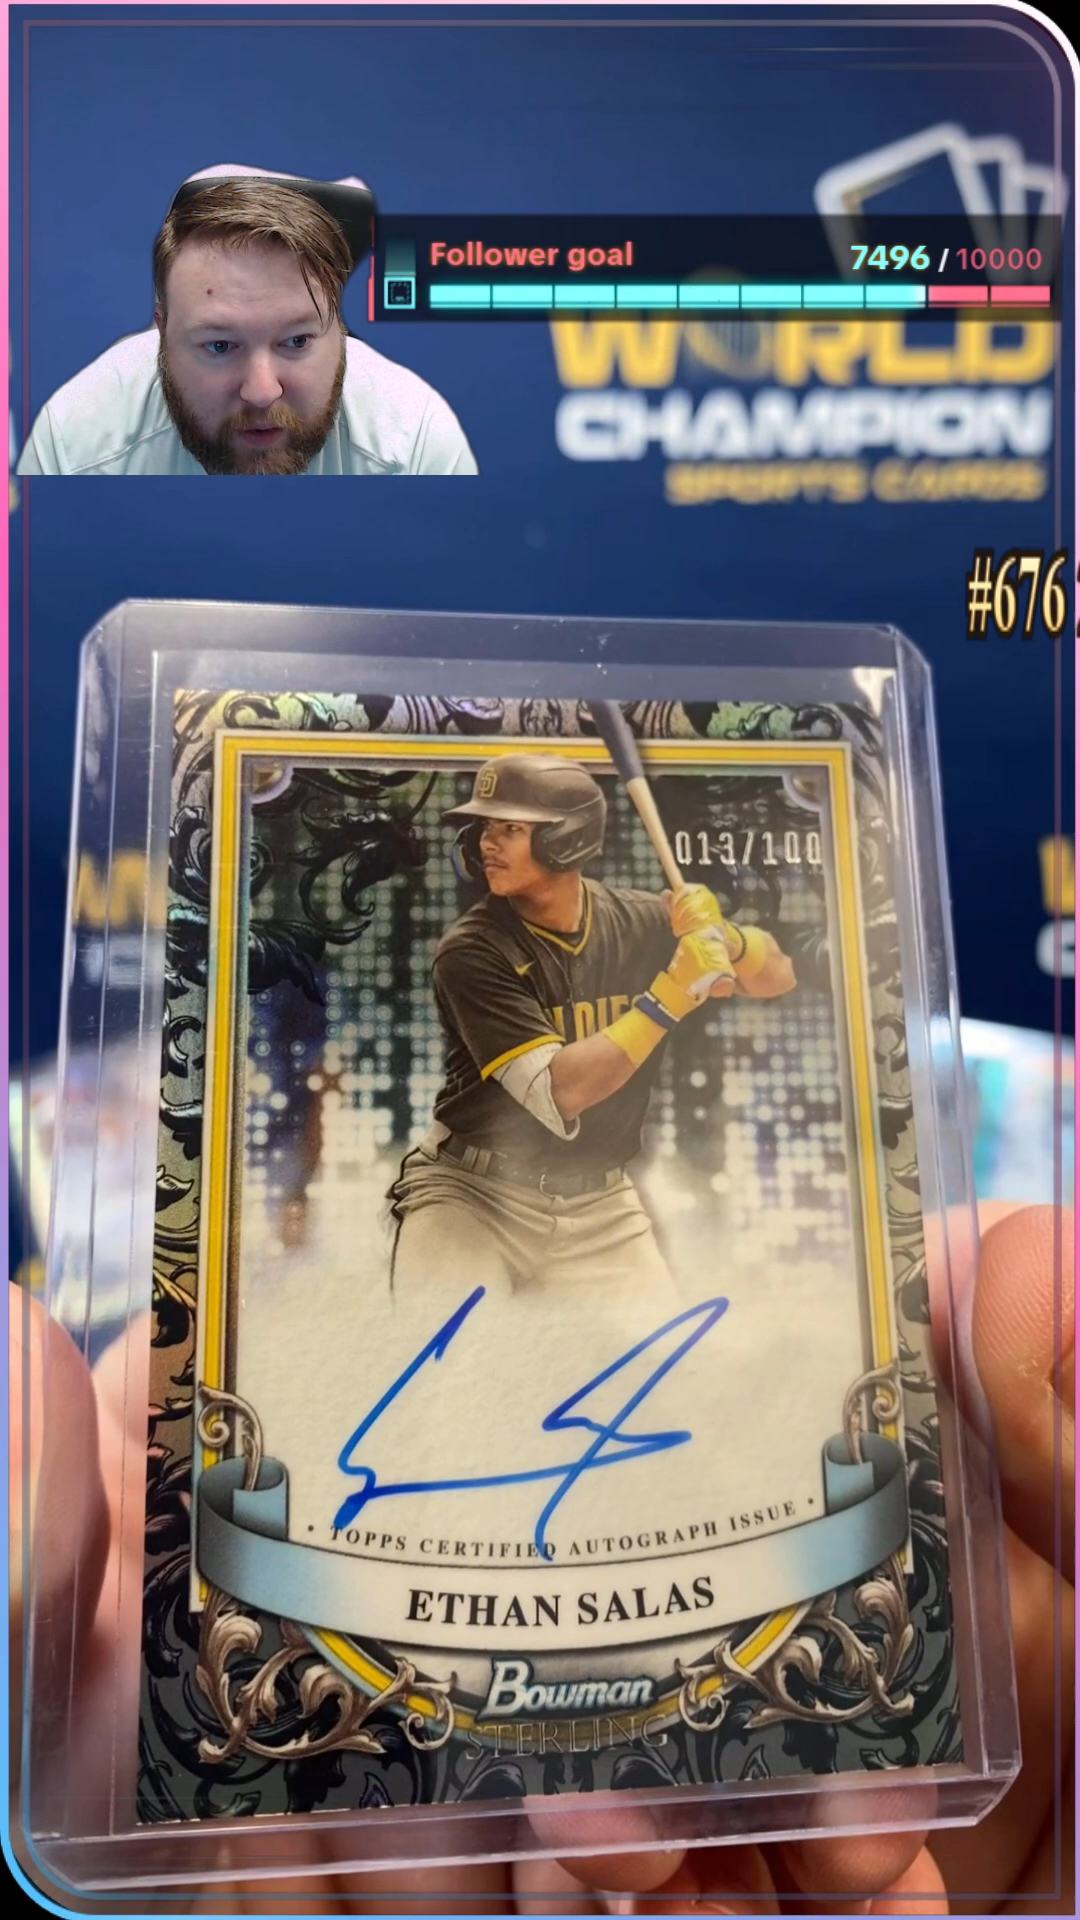 Follower goal 7496 / 10000
WORLD
CHAMPION
SPORTS CARDS
#676
SD
013/100
TOPPS CERTIFIED AUTOGRAPH ISSUE
ETHAN SALAS
Bowman
STERLING